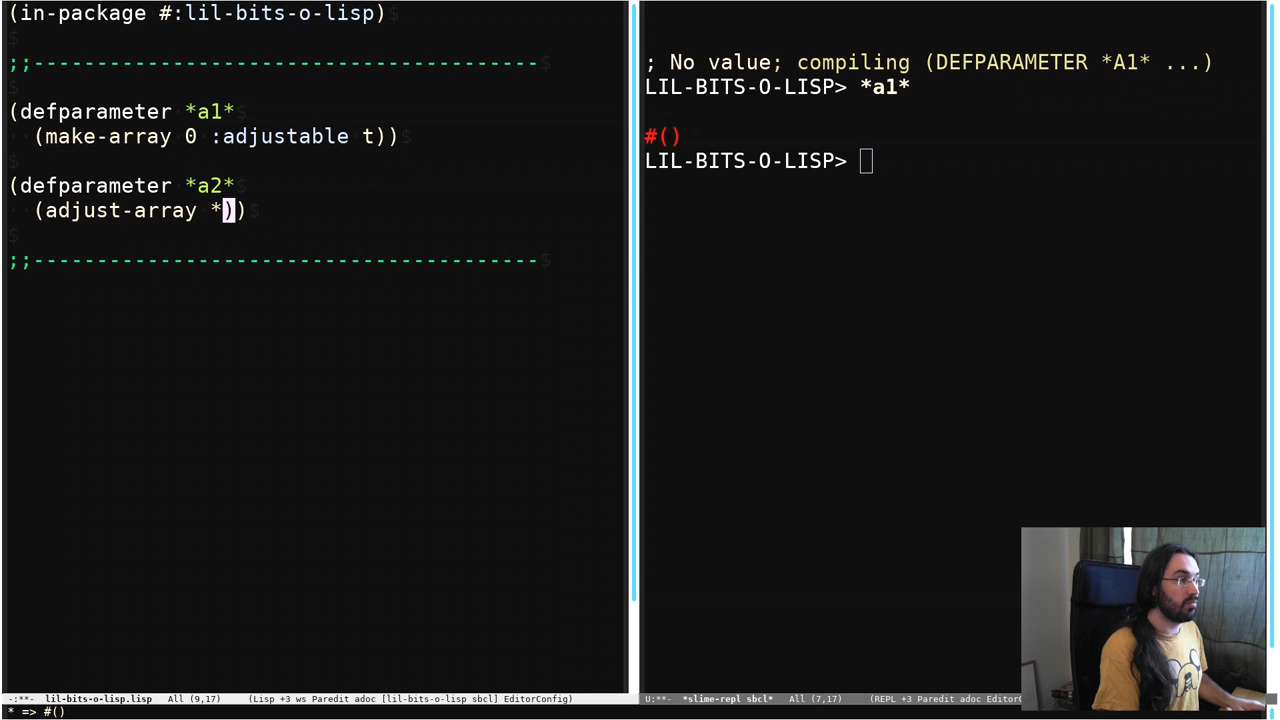 (in-package #:lil-bits-o-lisp)$
$
;;----------------------------------------$
$
(defparameter *a1*$
  (make-array 0 :adjustable t))$
$
(defparameter *a2*$
  (adjust-array *))$
$
;;----------------------------------------$
-:**-  lil-bits-o-lisp.lisp   All (9,17)     (Lisp +3 ws Paredit adoc [lil-bits-o-lisp sbcl] EditorConfig)
* => #()
; No value; compiling (DEFPARAMETER *A1* ...)
LIL-BITS-O-LISP> *a1*
#()
LIL-BITS-O-LISP>
U:**-  *slime-repl sbcl*   All (7,17)     (REPL +3 Paredit adoc EditorC